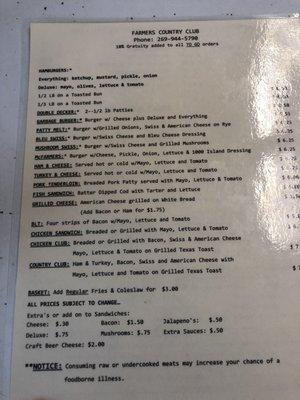 FARMERS COUNTRY CLUB
Phone: 269-944-5790
18% Gratuity added to all TO GO orders
HAMBURGERS:*
Everything: ketchup, mustard, pickle, onion
Deluxe: Mayo, olives, lettuce & tomato
1/2 LB on a Toasted Bun
1/3 LB on a Toasted Bun
DOUBLE DECKER:* 2--1/2 lb Patties
GARBAGE BURGER:* Burger w/ Cheese plus Deluxe and Everything
PATTY MELT:* Burger w/Grilled Onions, Swiss & American Cheese on Rye
BLEU SWISS:* Burger w/Swiss Cheese and Bleu Cheese Dressing
MUSHROOM SWISS:* Burger w/Swiss Cheese and Grilled Mushrooms $ 6.25
McFARMERS:* Burger w/Cheese, Pickle, Onion, Lettuce & 1000 Island Dressing $ 6.25
HAM & CHEESE: Served hot or cold w/Mayo, Lettuce and Tomato
TURKEY & CHEESE: Served hot or cold w/Mayo, Lettuce and Tomato
PORK TENDERLOIN: Breaded Pork Patty served with Mayo, Lettuce & Tomato
FISH SANDWICH: Batter Dipped Cod with Tarter and Lettuce
GRILLED CHEESE: American Cheese grilled on White Bread
(Add Bacon or Ham for $1.75)
BLT: Four strips of Bacon w/Mayo, Lettuce and Tomato
CHICKEN SANDWICH: Breaded or Grilled with Mayo, Lettuce & Tomato
CHICKEN CLUB: Breaded or Grilled with Bacon, Swiss & American Cheese
Mayo, Lettuce & Tomato on Grilled Texas Toast
COUNTRY CLUB: Ham & Turkey, Bacon, Swiss and American Cheese with
Mayo, Lettuce and Tomato on Grilled Texas Toast
BASKET: Add Regular Fries & Coleslaw for $3.00
ALL PRICES SUBJECT TO CHANGE…
Extra's or add on to Sandwiches:
Cheese: $.30 Bacon: $1.50 Jalapeno's: $.50
Deluxe: $.75 Mushrooms: $.75 Extra Sauces: $.50
Craft Beer Cheese: $2.00
**NOTICE: Consuming raw or undercooked meats may increase your chance of a
foodborne illness.